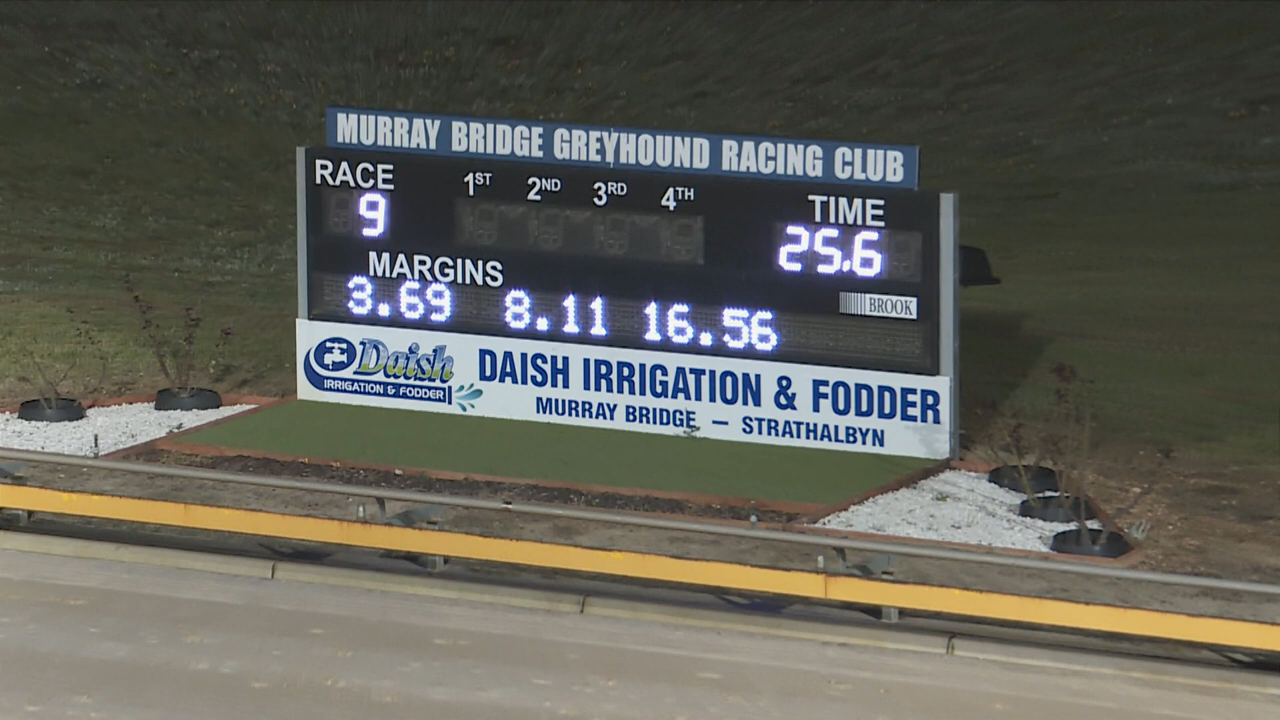 MURRAY BRIDGE GREYHOUND RACING CLUB
RACE 1ST 2ND 3RD 4TH TIME
9 25.6
MARGINS
3.69 8.11 16.56
BROOK
Daish
IRRIGATION & FODDER
DAISH IRRIGATION & FODDER
MURRAY BRIDGE — STRATHALBYN